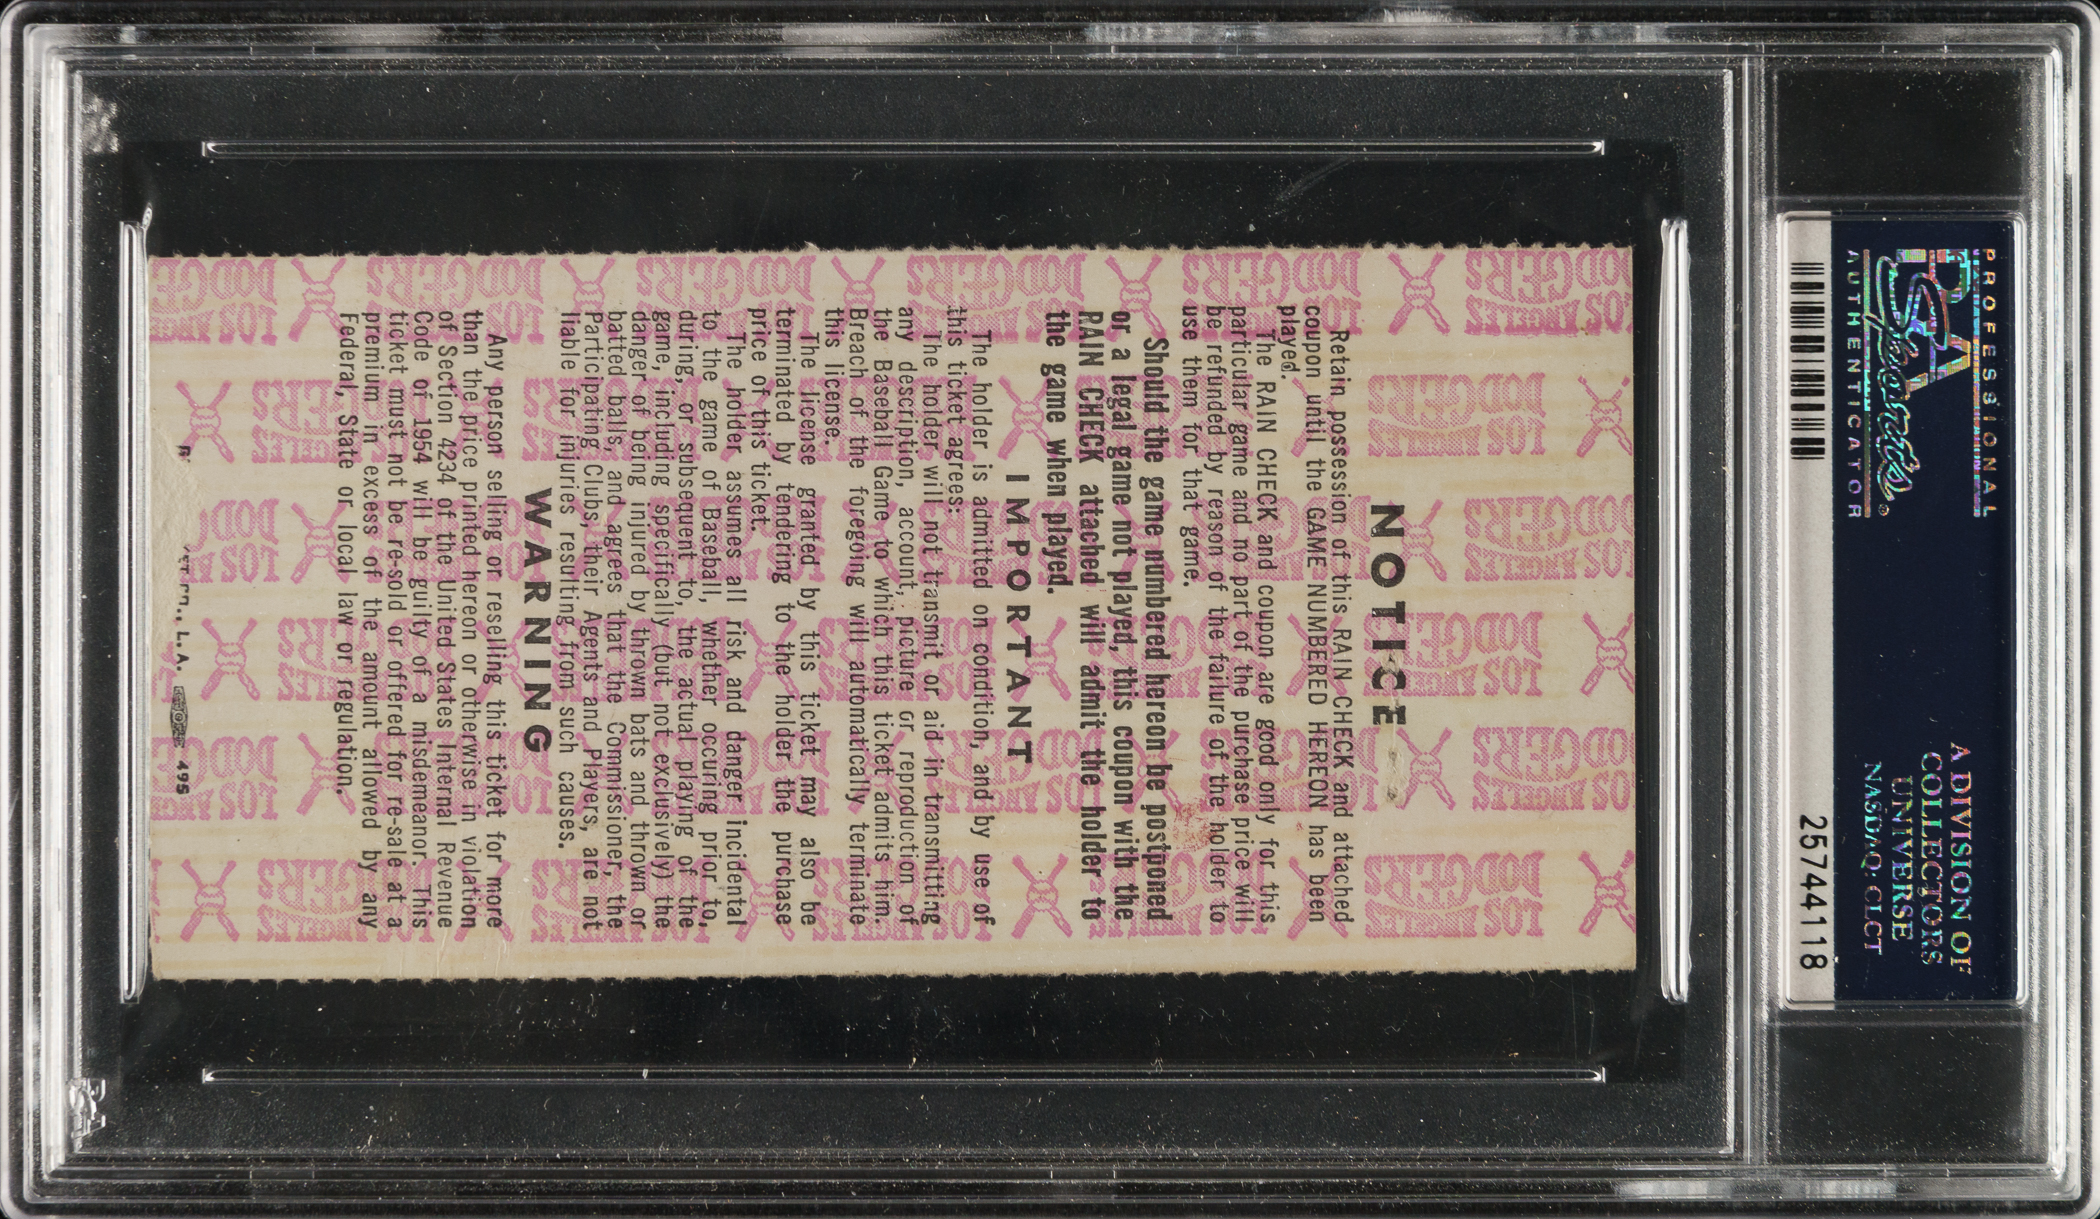 PROFESSIONAL
PSA
Sports®
AUTHENTICATOR
A DIVISION OF
COLLECTORS
UNIVERSE
NASDAQ: CLCT
25744118
NOTICE
Retain possession of this RAIN CHECK and attached
coupon until the GAME NUMBERED HEREON has been
played.
The RAIN CHECK and coupon are good only for this
particular game and no part of the purchase price will
be refunded by reason of the failure of the holder to
use them for that game.
Should the game numbered hereon be postponed
or a legal game not played, this coupon with the
RAIN CHECK attached will admit the holder to
the game when played.
IMPORTANT
The holder is admitted on condition, and by use of
this ticket agrees:
The holder will not transmit or aid in transmitting
any description, account, picture or reproduction of
the Baseball Game to which this ticket admits him.
Breach of the foregoing will automatically terminate
this license.
The license granted by this ticket may also be
terminated by tendering to the holder the purchase
price of this ticket.
The holder assumes all risk and danger incidental
to the game of Baseball, whether occuring prior to,
during, or subsequent to, the actual playing of the
game, including specifically (but not exclusively) the
danger of being injured by thrown bats and thrown or
batted balls, and agrees that the Commissioner, the
Participating Clubs, their Agents and Players, are not
liable for injuries resulting from such causes.
WARNING
Any person selling or reselling this ticket for more
than the price printed hereon or otherwise in violation
of Section 4234 of the United States Internal Revenue
Code of 1954 will be guilty of a misdemeanor. This
ticket must not be re-sold or offered for re-sale at a
premium in excess of the amount allowed by any
Federal, State or local law or regulation.
L.A. 495
LOS ANGELES
DODGERS